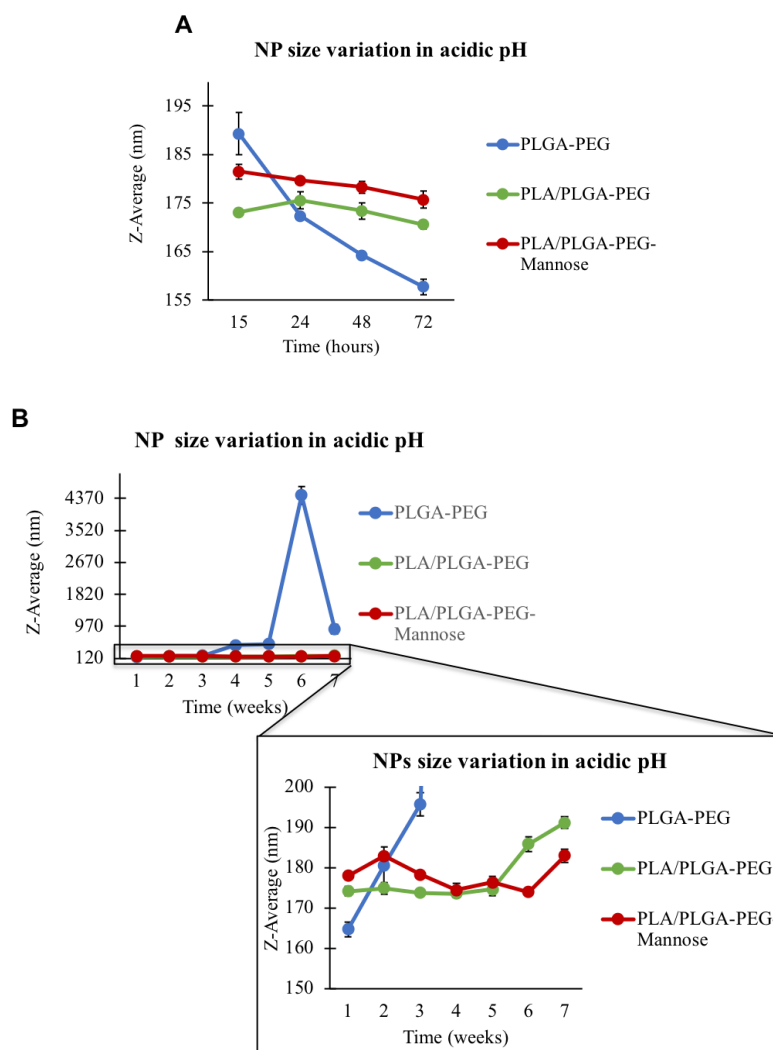 A
NP size variation in acidic pH
195
185
175
165
155
Z-Average (nm)
15 24 48 72
Time (hours)
PLGA-PEG
PLA/PLGA-PEG
PLA/PLGA-PEG-
Mannose
B
NP size variation in acidic pH
4370
3520
2670
1820
970
120
Z-Average (nm)
1 2 3 4 5 6 7
Time (weeks)
PLGA-PEG
PLA/PLGA-PEG
PLA/PLGA-PEG-
Mannose
NPs size variation in acidic pH
200
190
180
170
160
150
Z-Average (nm)
1 2 3 4 5 6 7
Time (weeks)
PLGA-PEG
PLA/PLGA-PEG
PLA/PLGA-PEG-
Mannose